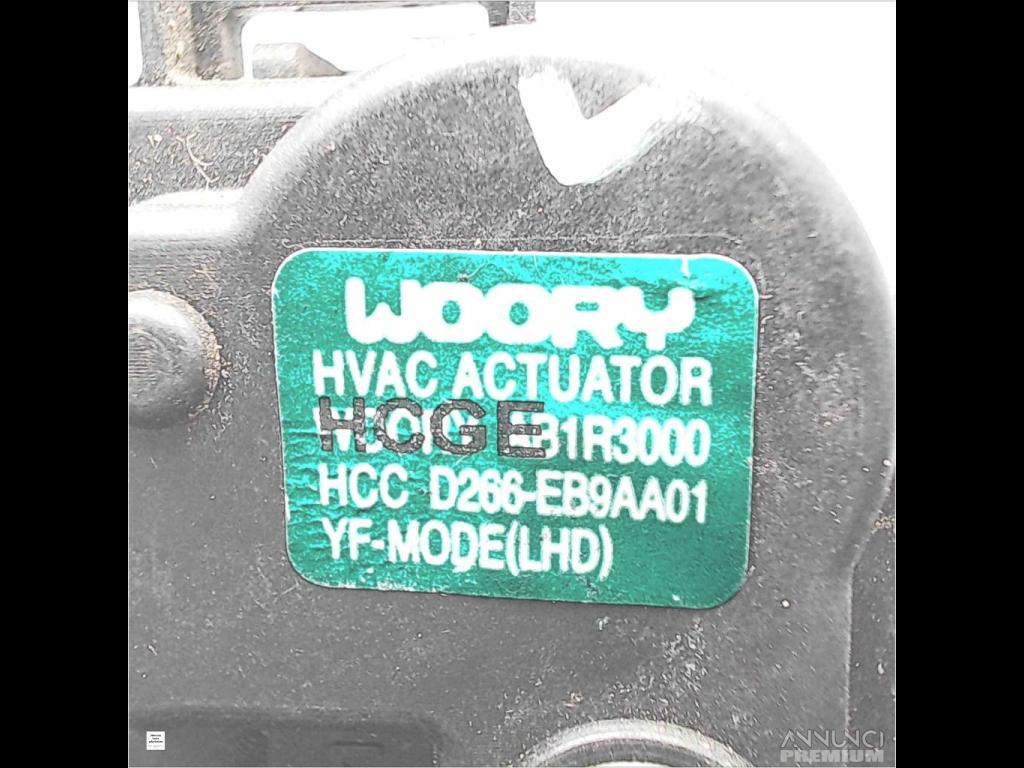 WOORY
HVAC ACTUATOR
HCGE
B1R3000
HCC D266-EB9AA01
YF-MODE(LHD)
ANNUNCI
PREMIUM